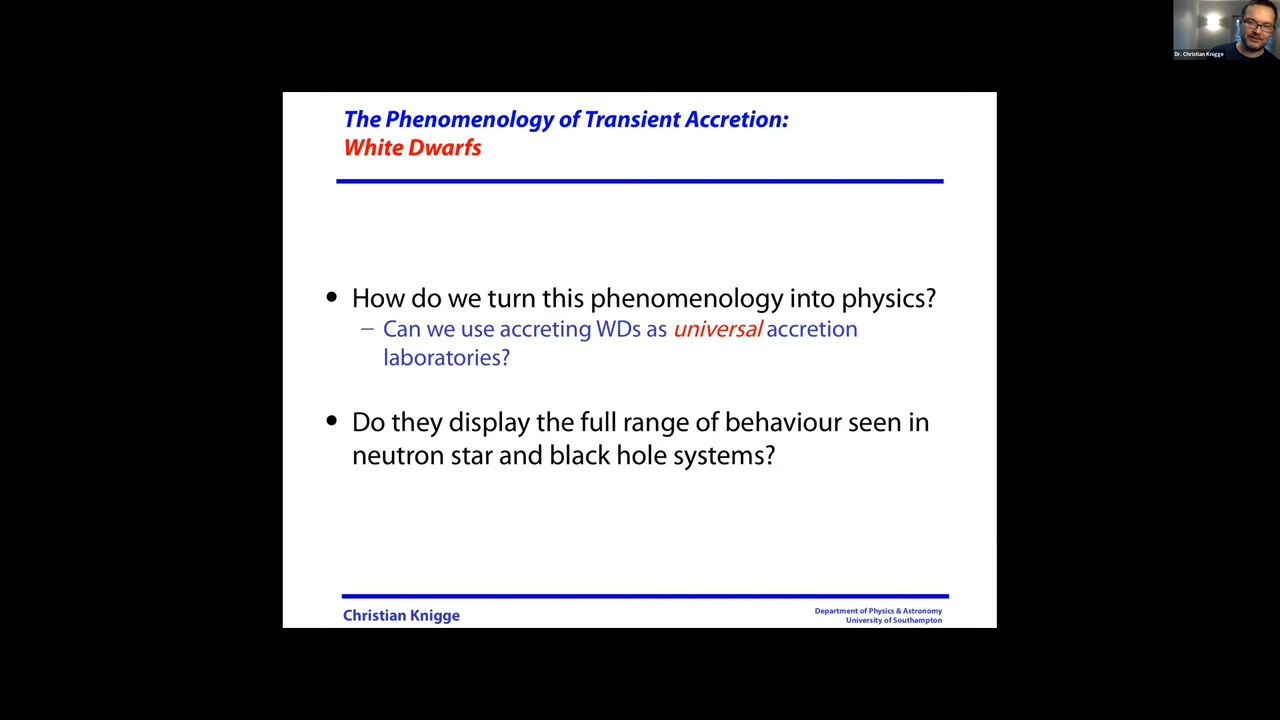 Dr. Christian Knigge
The Phenomenology of Transient Accretion:
White Dwarfs
• How do we turn this phenomenology into physics?
– Can we use accreting WDs as universal accretion
laboratories?
• Do they display the full range of behaviour seen in
neutron star and black hole systems?
Christian Knigge
Department of Physics & Astronomy
University of Southampton